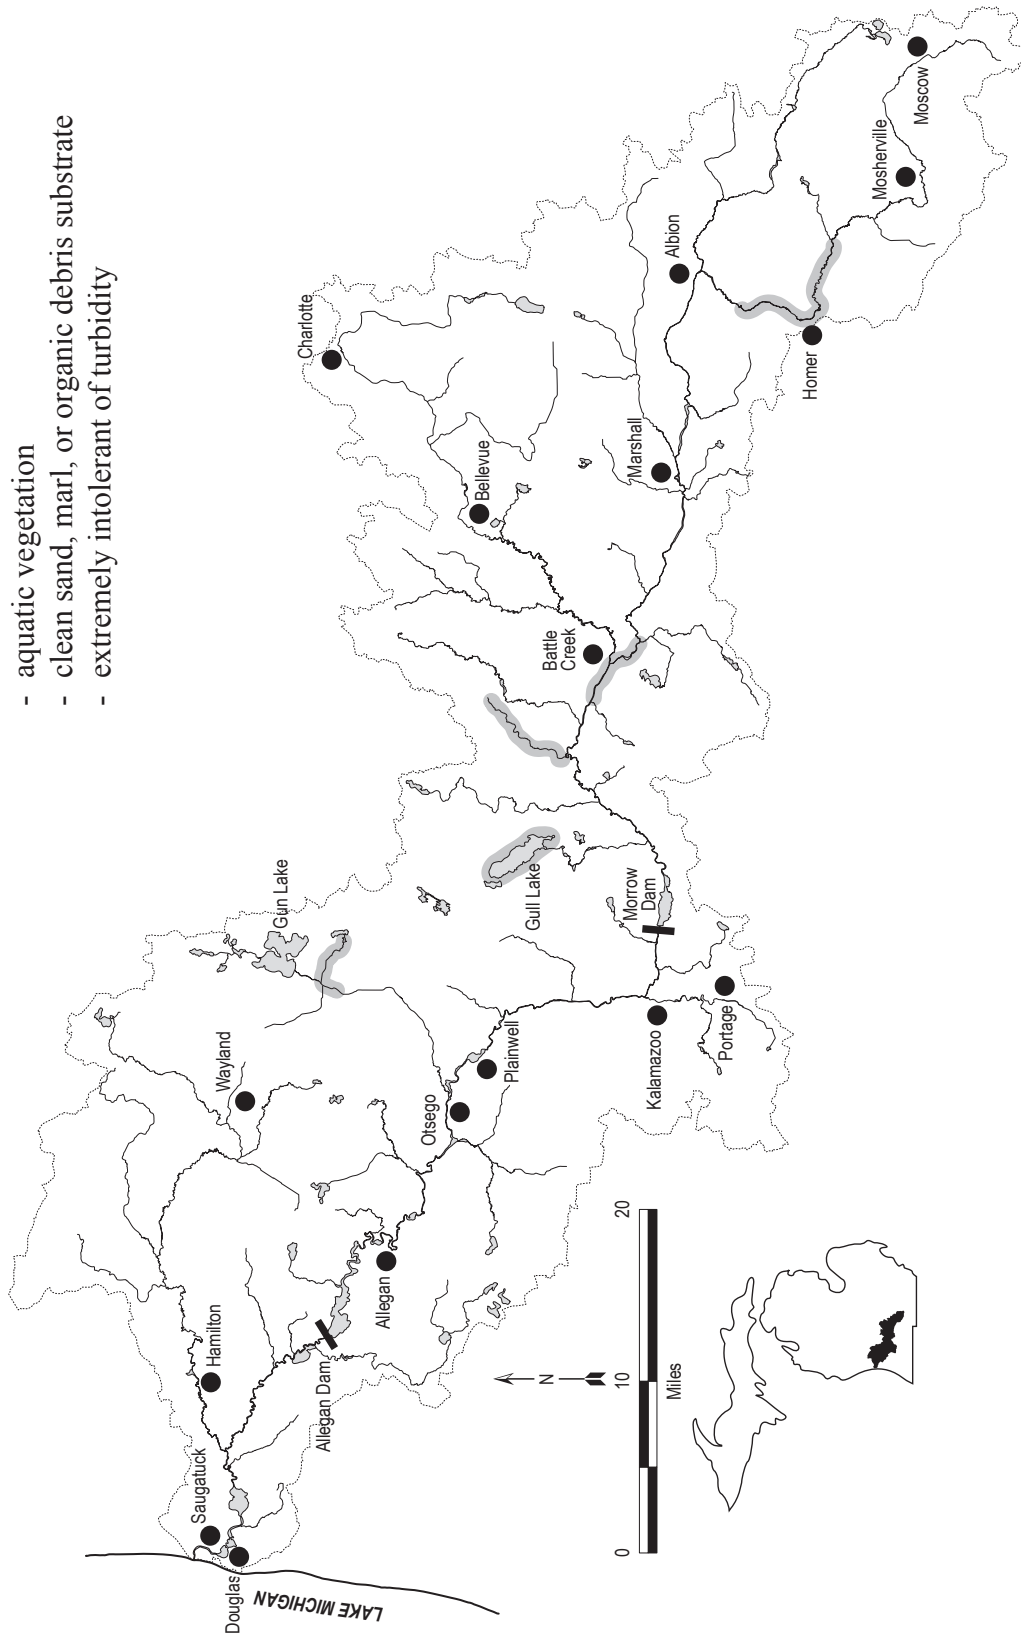 - aquatic vegetation
- clean sand, marl, or organic debris substrate
- extremely intolerant of turbidity
Charlotte
Bellevue
Battle
Creek
Marshall
Albion
Homer
Mosherville
Moscow
Gun Lake
Gull Lake
Morrow
Dam
Wayland
Hamilton
Saugatuck
Douglas
LAKE MICHIGAN
Allegan Dam
Allegan
Otsego
Plainwell
Kalamazoo
Portage
N
0
10
20
Miles